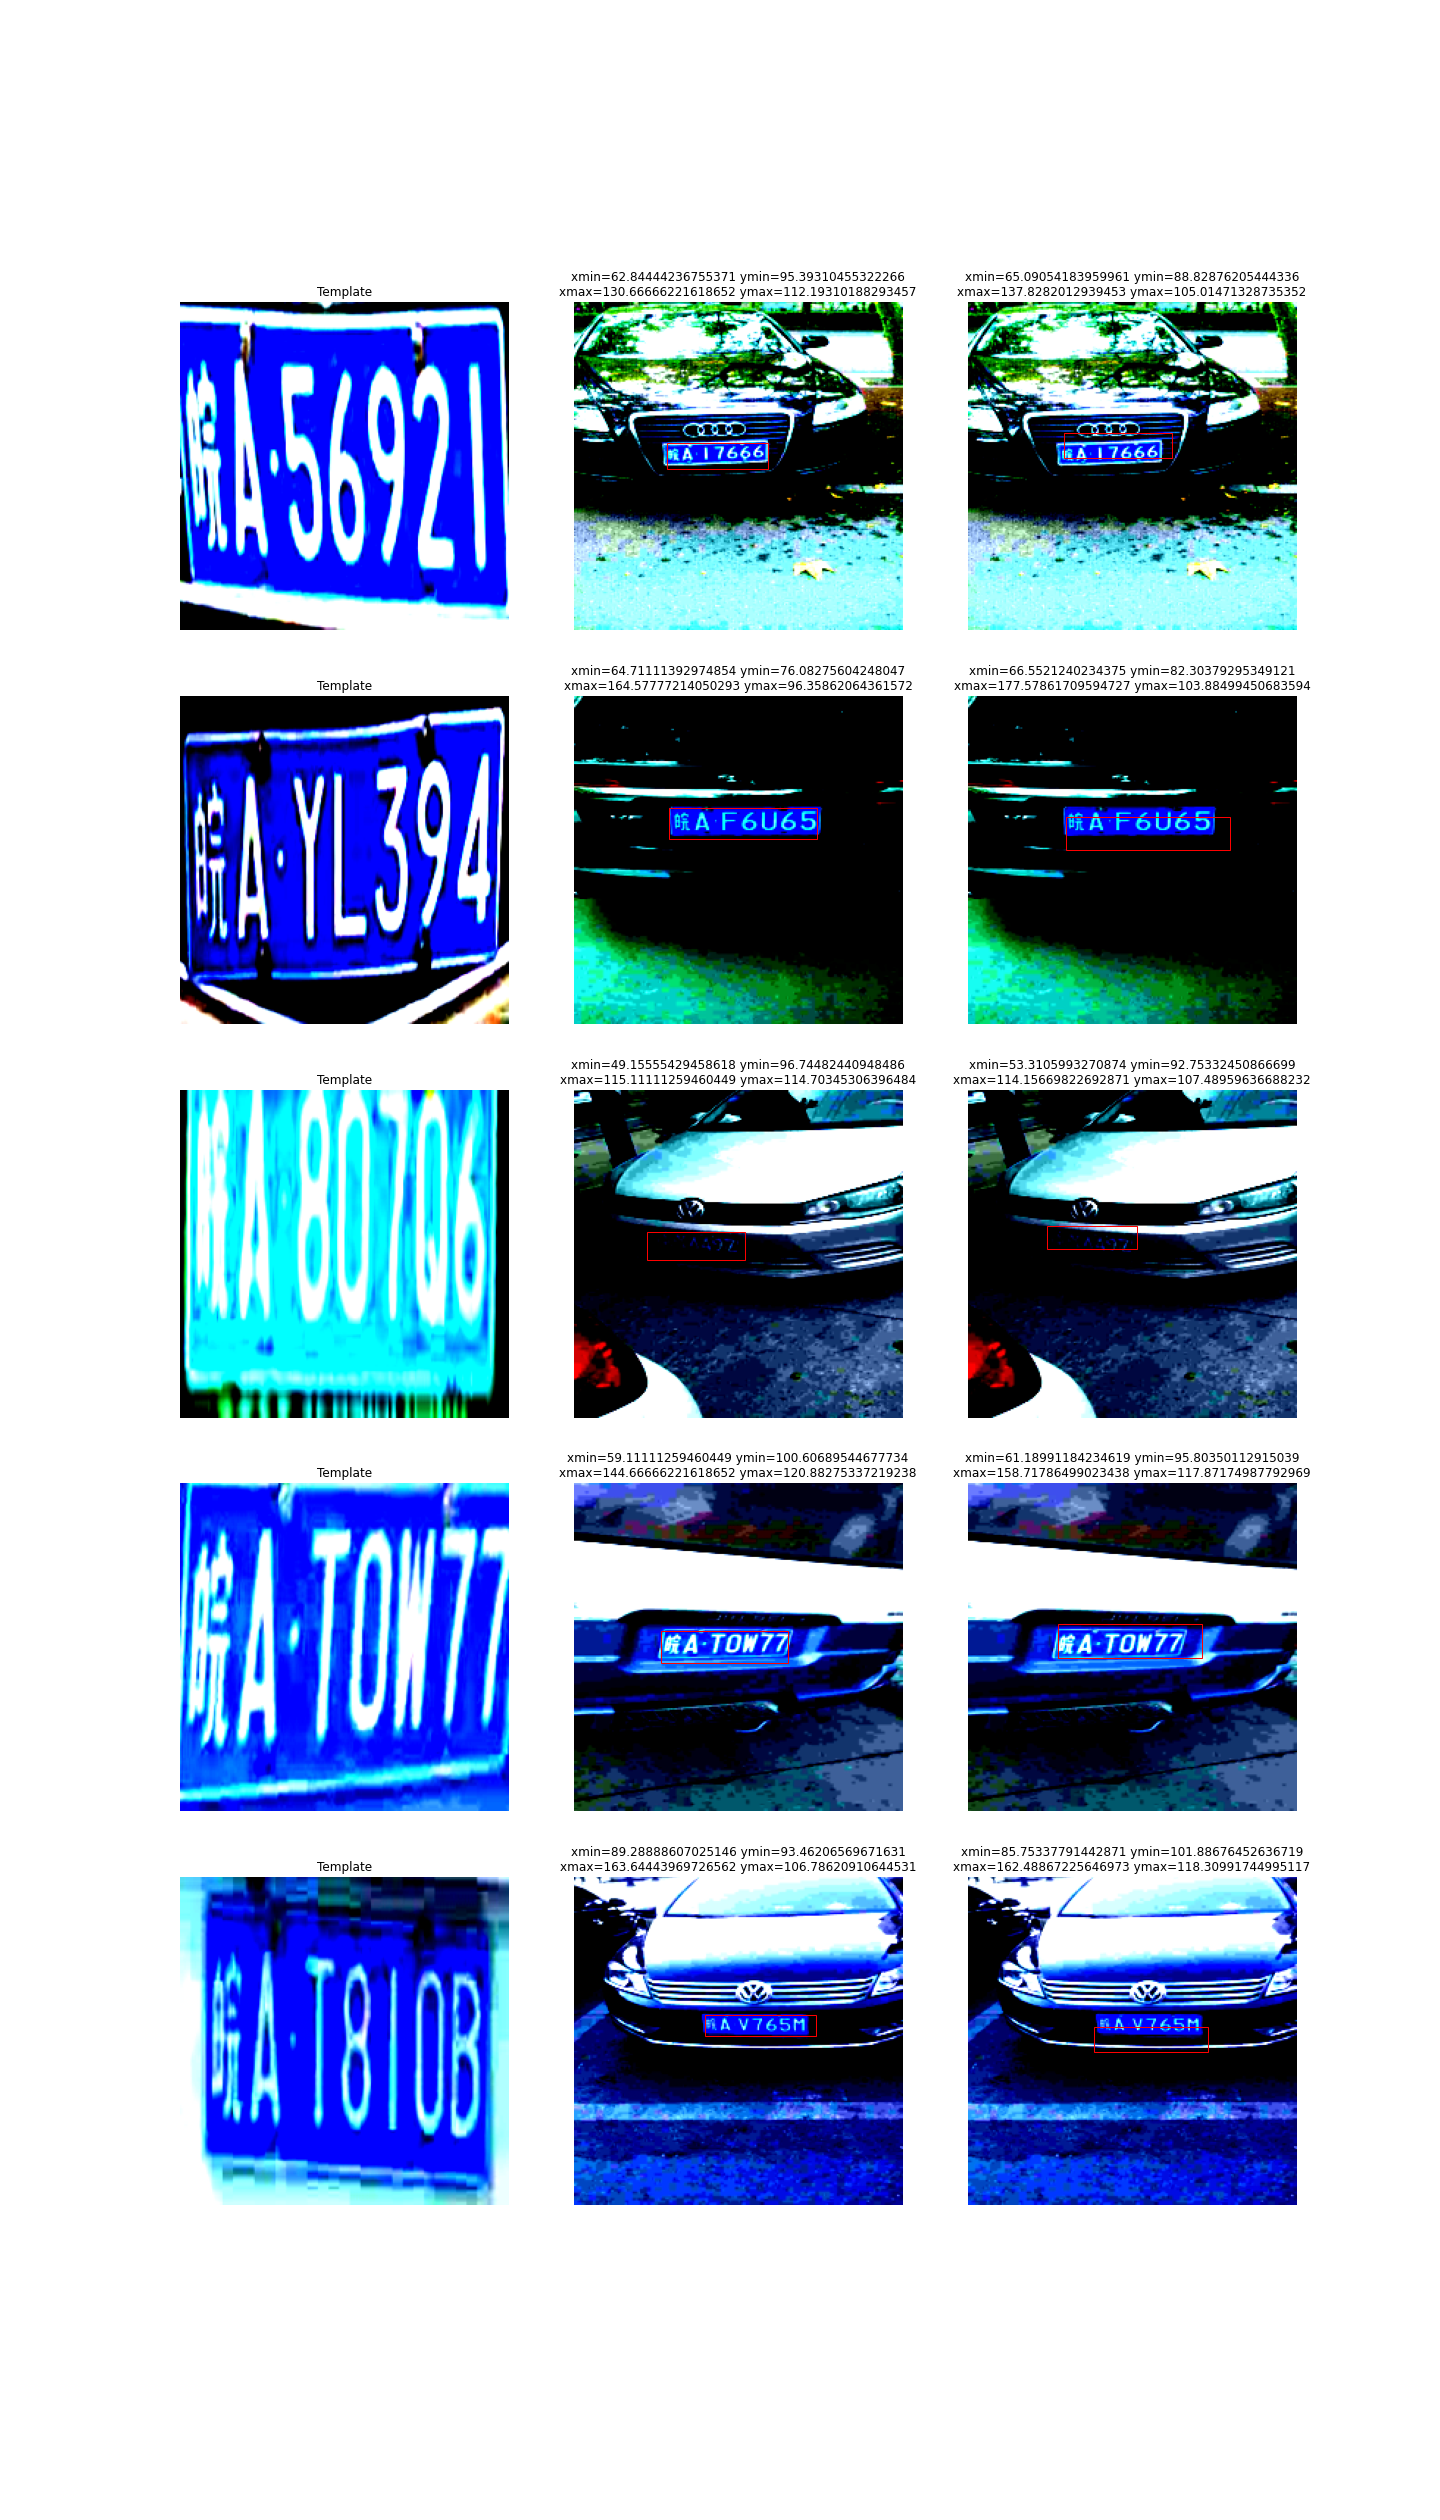 xmin=62.84444236755371 ymin=95.39310455322266
xmax=130.66666221618652 ymax=112.19310188293457
xmin=65.09054183959961 ymin=88.82876205444336
xmax=137.8282012939453 ymax=105.01471328735352
Template
皖A·56921
皖A·17666
皖A·17666
xmin=64.71111392974854 ymin=76.08275604248047
xmax=164.57777214050293 ymax=96.35862064361572
xmin=66.5521240234375 ymin=82.30379295349121
xmax=177.57861709594727 ymax=103.88499450683594
Template
皖A·YL394
皖A·F6U65
皖A·F6U65
xmin=49.15555429458618 ymin=96.74482440948486
xmax=115.11111259460449 ymax=114.70345306396484
xmin=53.3105993270874 ymin=92.75332450866699
xmax=114.15669822692871 ymax=107.48959636688232
Template
皖A·807Q6
xmin=59.11111259460449 ymin=100.60689544677734
xmax=144.66666221618652 ymax=120.88275337219238
xmin=61.18991184234619 ymin=95.80350112915039
xmax=158.71786499023438 ymax=117.87174987792969
Template
皖A·T0W77
皖A·T0W77
皖A·T0W77
xmin=89.28888607025146 ymin=93.46206569671631
xmax=163.64443969726562 ymax=106.78620910644531
xmin=85.75337791442871 ymin=101.88676452636719
xmax=162.48867225646973 ymax=118.30991744995117
Template
皖A·T810B
皖A V765M
皖A V765M